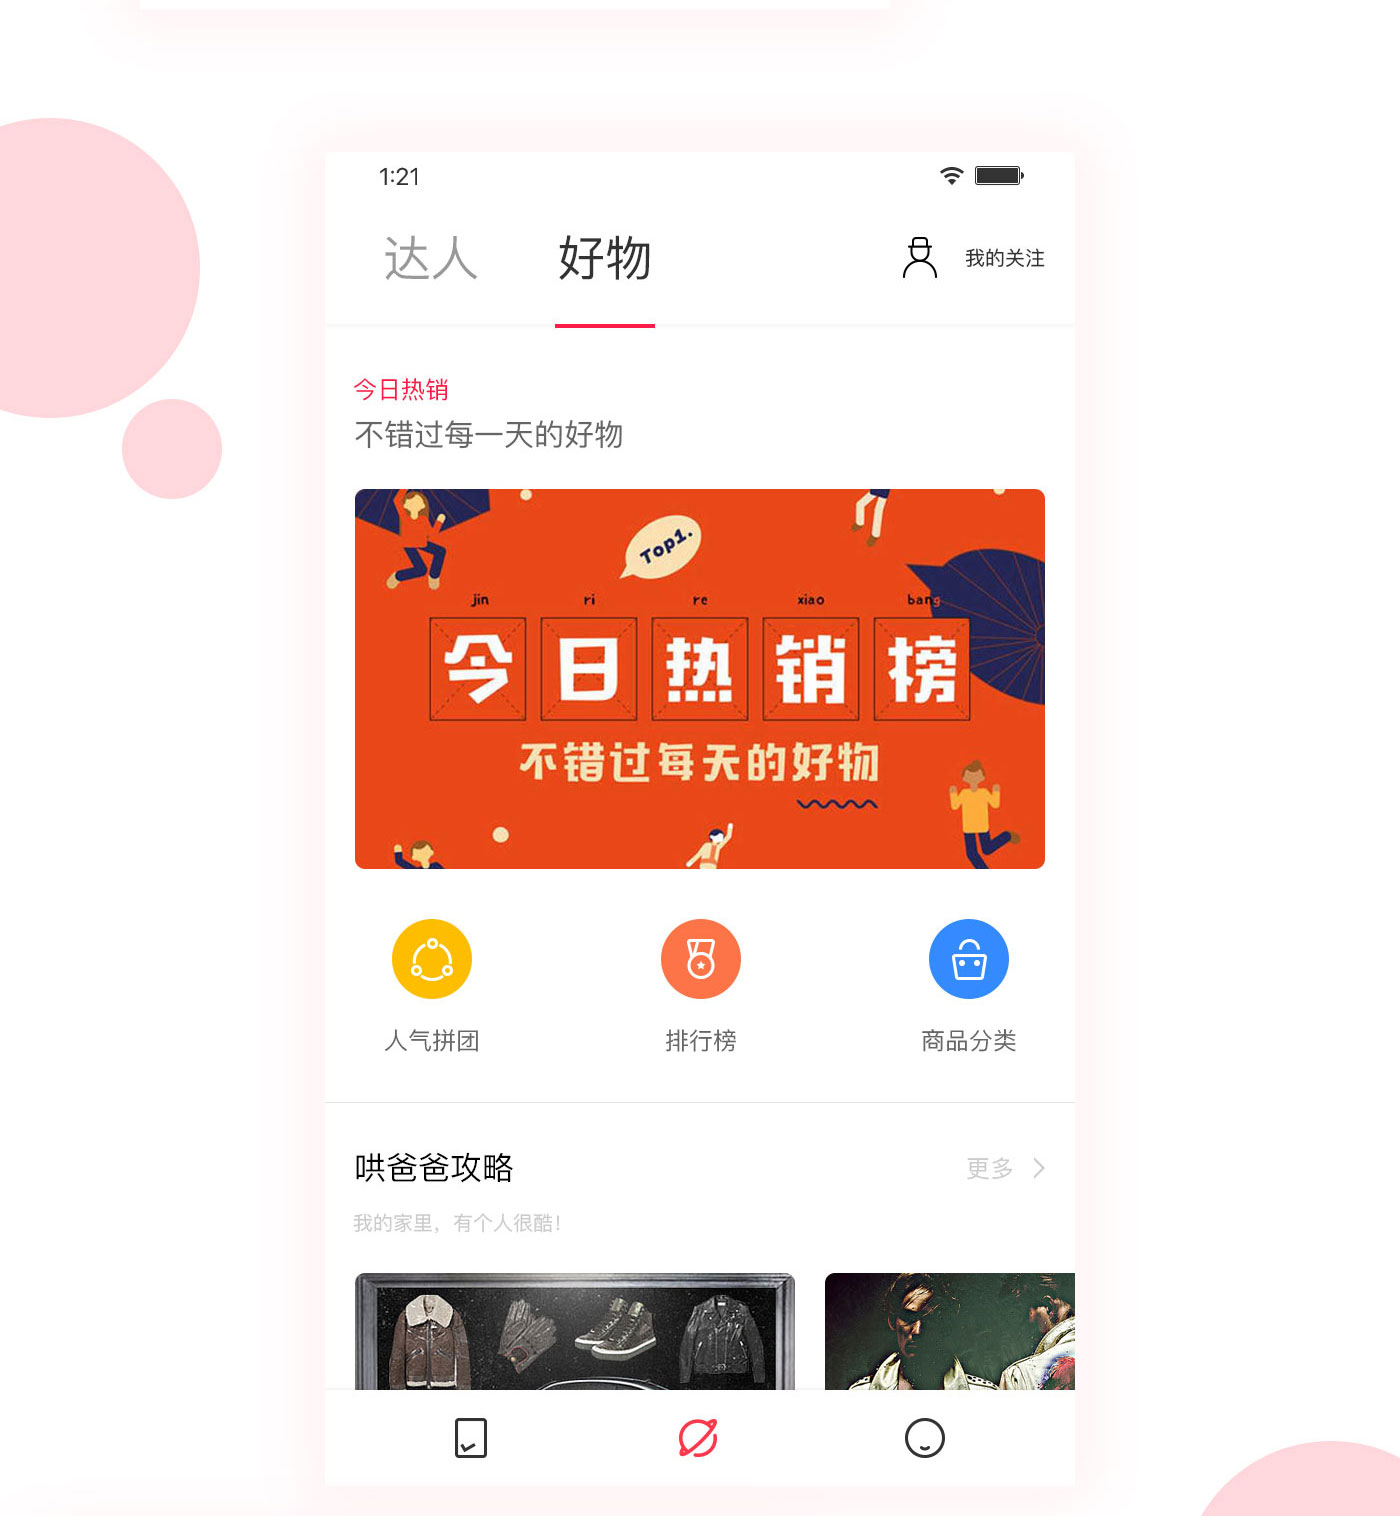 1:21
达人
好物
我的关注
今日热销
不错过每一天的好物
Top1.
jin ri re xiao bang
今日热销榜
不错过每天的好物
人气拼团
排行榜
商品分类
哄爸爸攻略
更多
我的家里，有个人很酷！